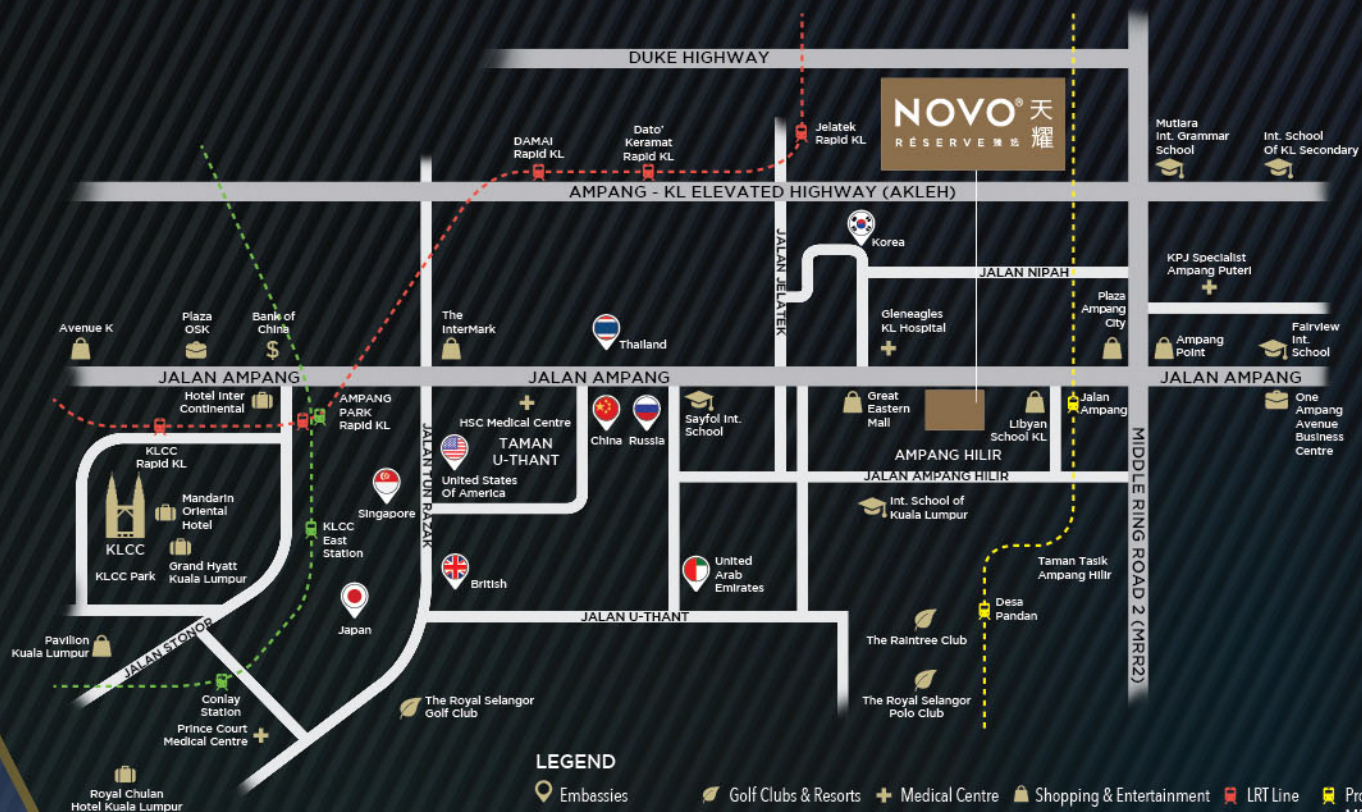 DUKE HIGHWAY
NOVO® 天
RÉSERVE 臻选 耀
Jelatek
Rapid KL
Dato'
Keramat
Rapid KL
DAMAI
Rapid KL
Mutiara
Int. Grammar
School
Int. School
Of KL Secondary
AMPANG - KL ELEVATED HIGHWAY (AKLEH)
Korea
JALAN JELATEK
JALAN NIPAH
KPJ Specialist
Ampang Puteri
Avenue K
Plaza
OSK
Bank of
China
$
The
InterMark
Thailand
Gleneagles
KL Hospital
Plaza
Ampang
City
Ampang
Point
Fairview
Int.
School
JALAN AMPANG
JALAN AMPANG
JALAN AMPANG
Hotel Inter
Continental
AMPANG
PARK
Rapid KL
HSC Medical Centre
TAMAN
U-THANT
China
Russia
Sayfol Int.
School
Great
Eastern
Mall
Libyan
School KL
Jalan
Ampang
One
Ampang
Avenue
Business
Centre
KLCC
Rapid KL
JALAN TUN RAZAK
United States
Of America
AMPANG HILIR
JALAN AMPANG HILIR
MIDDLE RING ROAD 2 (MRR2)
Mandarin
Oriental
Hotel
Singapore
Int. School of
Kuala Lumpur
KLCC
KLCC
East
Station
KLCC Park
Grand Hyatt
Kuala Lumpur
British
United
Arab
Emirates
Taman Tasik
Ampang Hilir
Japan
JALAN U-THANT
Desa
Pandan
The Raintree Club
Pavilion
Kuala Lumpur
JALAN STONOR
Conlay
Station
The Royal Selangor
Golf Club
The Royal Selangor
Polo Club
Prince Court
Medical Centre
Royal Chulan
Hotel Kuala Lumpur
LEGEND
Embassies
Golf Clubs & Resorts
Medical Centre
Shopping & Entertainment
LRT Line